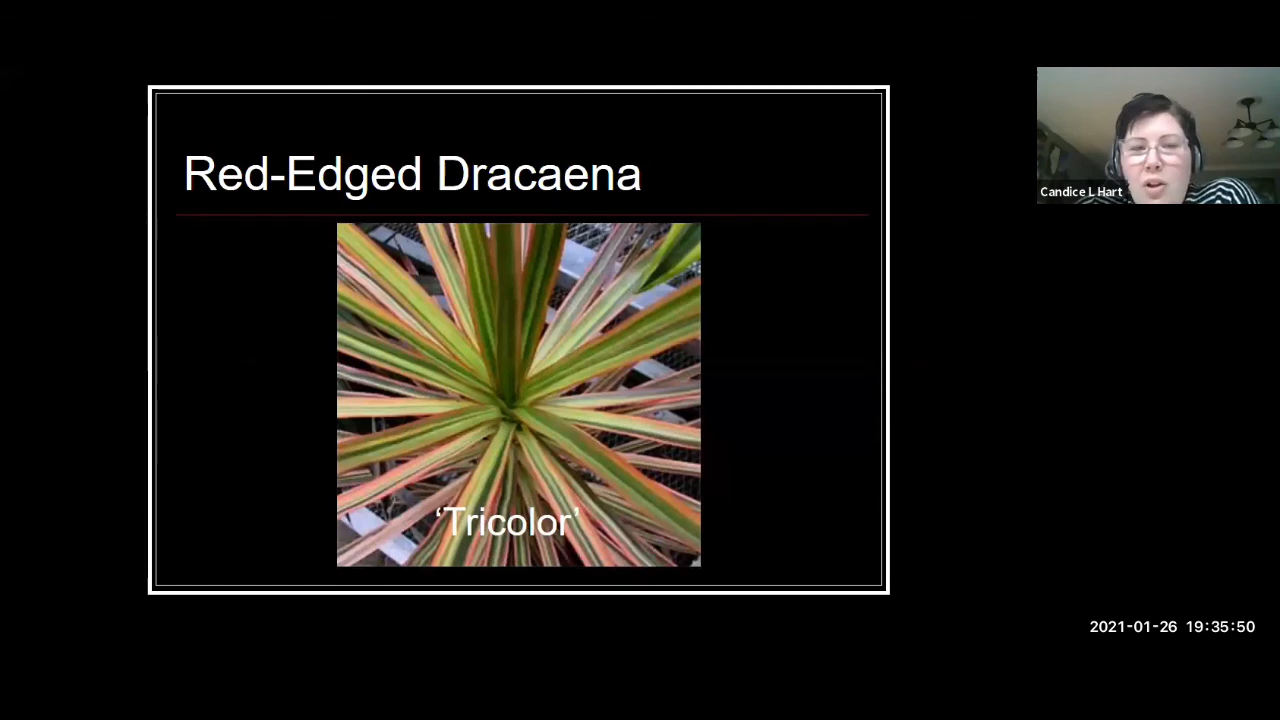 Red-Edged Dracaena
Candice L Hart
‘Tricolor’
2021-01-26 19:35:50